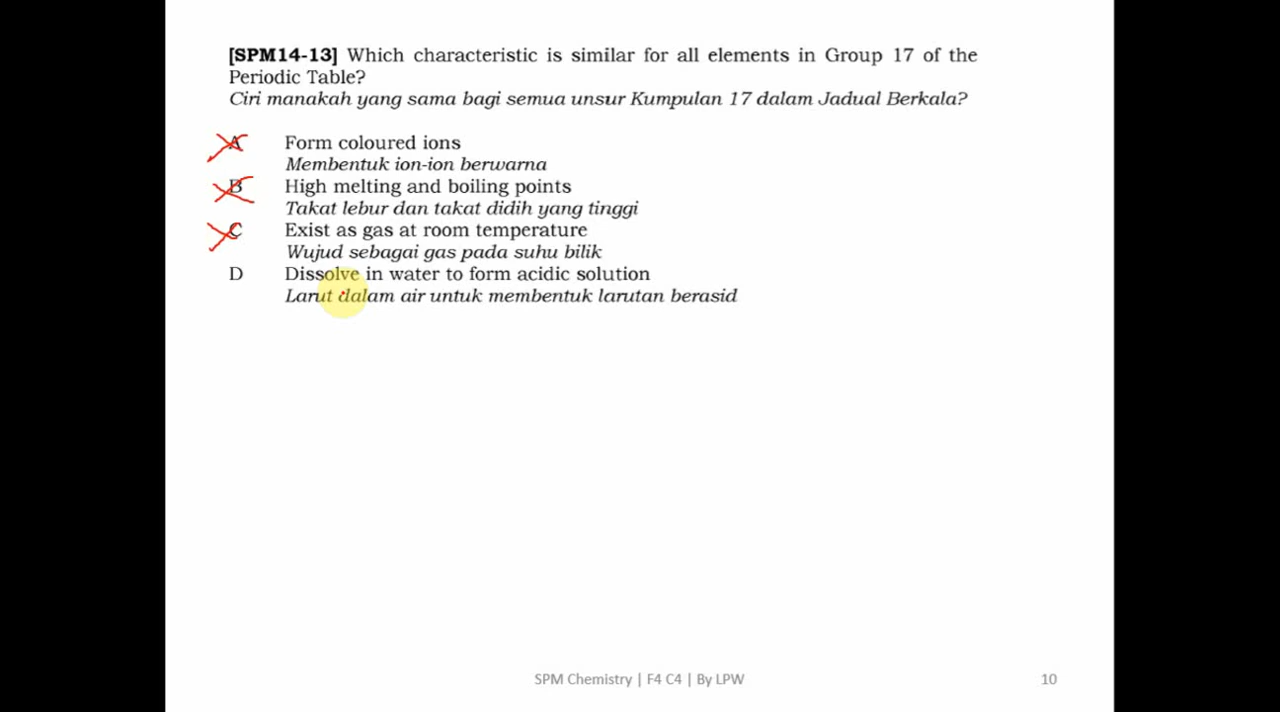 [SPM14-13] Which characteristic is similar for all elements in Group 17 of the
Periodic Table?
Ciri manakah yang sama bagi semua unsur Kumpulan 17 dalam Jadual Berkala?
A Form coloured ions
Membentuk ion-ion berwarna
B High melting and boiling points
Takat lebur dan takat didih yang tinggi
C Exist as gas at room temperature
Wujud sebagai gas pada suhu bilik
D Dissolve in water to form acidic solution
Larut dalam air untuk membentuk larutan berasid
SPM Chemistry | F4 C4 | By LPW 10